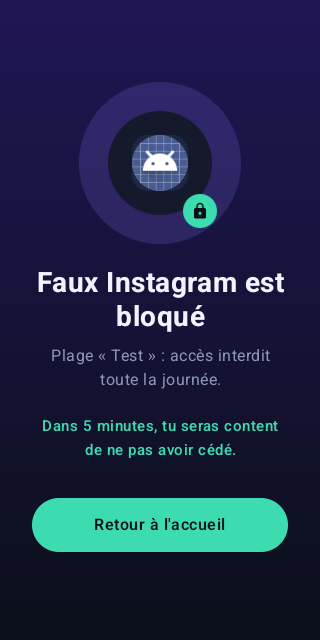 Faux Instagram est
bloqué
Plage « Test » : accès interdit
toute la journée.
Dans 5 minutes, tu seras content
de ne pas avoir cédé.
Retour à l'accueil